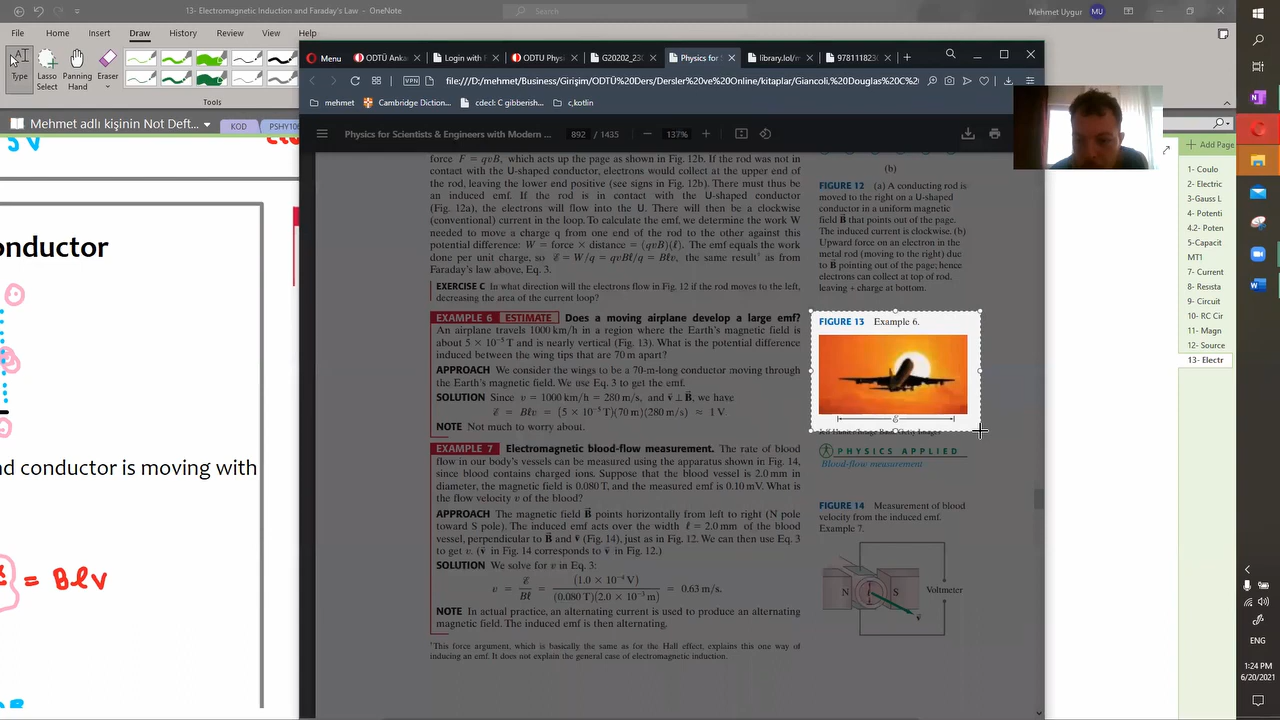 13- Electromagnetic Induction and Faraday's Law - OneNote
Search
Mehmet Uygur
MU
File Home Insert Draw History Review View Help
Type
Lasso Select
Panning Hand
Eraser
Tools
Menu
ODTÜ Anka
Login with F
ODTU Phys
G20202_23
Physics for
library.lol/m
97811182
VPN
file:///D:/mehmet/Business/Girişim/ODTÜ%20Ders/Dersler%20ve%20Online/kitaplar/Giancoli,%20Douglas%20C%2
mehmet
Cambridge Diction...
cdecl: C gibberish...
c,kotlin
Mehmet adlı kişinin Not Deft...
KOD
Physics for Scientists & Engineers with Modern ...
892 / 1435
137%
Add Page
1- Coulo
2- Electric
3-Gauss L
4- Potenti
4.2- Poten
5-Capacit
MT1
7- Current
8- Resista
9- Circuit
10- RC Cir
11- Magn
12- Source
13- Electr
5V
onductor
nd conductor is moving with
= Blv
force F = qvB, which acts up the page as shown in Fig. 12b. If the rod was not in
contact with the U-shaped conductor, electrons would collect at the upper end of
the rod, leaving the lower end positive (see signs in Fig. 12b). There must thus be
an induced emf. If the rod is in contact with the U-shaped conductor
(Fig. 12a), the electrons will flow into the U. There will then be a clockwise
(conventional) current in the loop. To calculate the emf, we determine the work W
needed to move a charge q from one end of the rod to the other against this
potential difference: W = force × distance = (qvB)(ℓ). The emf equals the work
done per unit charge, so ℰ = W/q = qvBℓ/q = Bℓv, the same result* as from
Faraday's law above, Eq. 3.
EXERCISE C In what direction will the electrons flow in Fig. 12 if the rod moves to the left,
decreasing the area of the current loop?
EXAMPLE 6 ESTIMATE Does a moving airplane develop a large emf?
An airplane travels 1000 km/h in a region where the Earth's magnetic field is
about 5 × 10⁻⁵ T and is nearly vertical (Fig. 13). What is the potential difference
induced between the wing tips that are 70 m apart?
APPROACH We consider the wings to be a 70-m-long conductor moving through
the Earth's magnetic field. We use Eq. 3 to get the emf.
SOLUTION Since v = 1000 km/h = 280 m/s, and v⃗ ⊥ B⃗, we have
ℰ = Bℓv = (5 × 10⁻⁵ T)(70 m)(280 m/s) ≈ 1 V.
NOTE Not much to worry about.
EXAMPLE 7 Electromagnetic blood-flow measurement. The rate of blood
flow in our body's vessels can be measured using the apparatus shown in Fig. 14,
since blood contains charged ions. Suppose that the blood vessel is 2.0 mm in
diameter, the magnetic field is 0.080 T, and the measured emf is 0.10 mV. What is
the flow velocity v of the blood?
APPROACH The magnetic field B⃗ points horizontally from left to right (N pole
toward S pole). The induced emf acts over the width ℓ = 2.0 mm of the blood
vessel, perpendicular to B⃗ and v⃗ (Fig. 14), just as in Fig. 12. We can then use Eq. 3
to get v. (v⃗ in Fig. 14 corresponds to v⃗ in Fig. 12.)
SOLUTION We solve for v in Eq. 3:
v = ℰ/Bℓ = (1.0 × 10⁻⁴ V)/(0.080 T)(2.0 × 10⁻³ m) = 0.63 m/s.
NOTE In actual practice, an alternating current is used to produce an alternating
magnetic field. The induced emf is then alternating.
*This force argument, which is basically the same as for the Hall effect, explains this one way of
inducing an emf. It does not explain the general case of electromagnetic induction.
(b)
FIGURE 12 (a) A conducting rod is
moved to the right on a U-shaped
conductor in a uniform magnetic
field B⃗ that points out of the page.
The induced current is clockwise. (b)
Upward force on an electron in the
metal rod (moving to the right) due
to B⃗ pointing out of the page; hence
electrons can collect at top of rod,
leaving + charge at bottom.
FIGURE 13 Example 6.
ℰ
PHYSICS APPLIED
Blood-flow measurement
FIGURE 14 Measurement of blood
velocity from the induced emf.
Example 7.
N
I
S
Voltmeter
v⃗
ENG
1:24 PM
6/20/2021